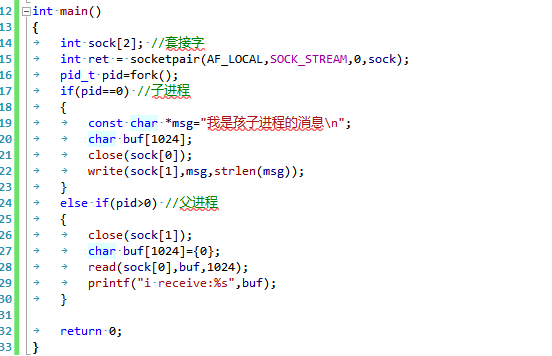 12 int main()
13 {
14 int sock[2]; //套接字
15 int ret = socketpair(AF_LOCAL,SOCK_STREAM,0,sock);
16 pid_t pid=fork();
17 if(pid==0) //子进程
18 {
19 const char *msg="我是孩子进程的消息\n";
20 char buf[1024];
21 close(sock[0]);
22 write(sock[1],msg,strlen(msg));
23 }
24 else if(pid>0) //父进程
25 {
26 close(sock[1]);
27 char buf[1024]={0};
28 read(sock[0],buf,1024);
29 printf("i receive:%s",buf);
30 }
31
32 return 0;
33 }